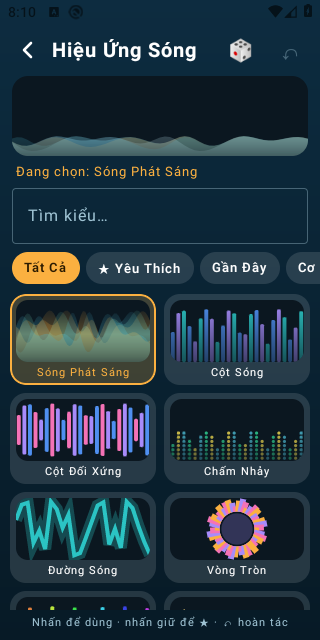 8:10
Hiệu Ứng Sóng
Đang chọn: Sóng Phát Sáng
Tìm kiểu...
Tất Cả ★ Yêu Thích Gần Đây Cơ
Sóng Phát Sáng Cột Sóng
Cột Đối Xứng Chấm Nhảy
Đường Sóng Vòng Tròn
Nhấn để dùng · nhấn giữ để ★ · ⤺ hoàn tác